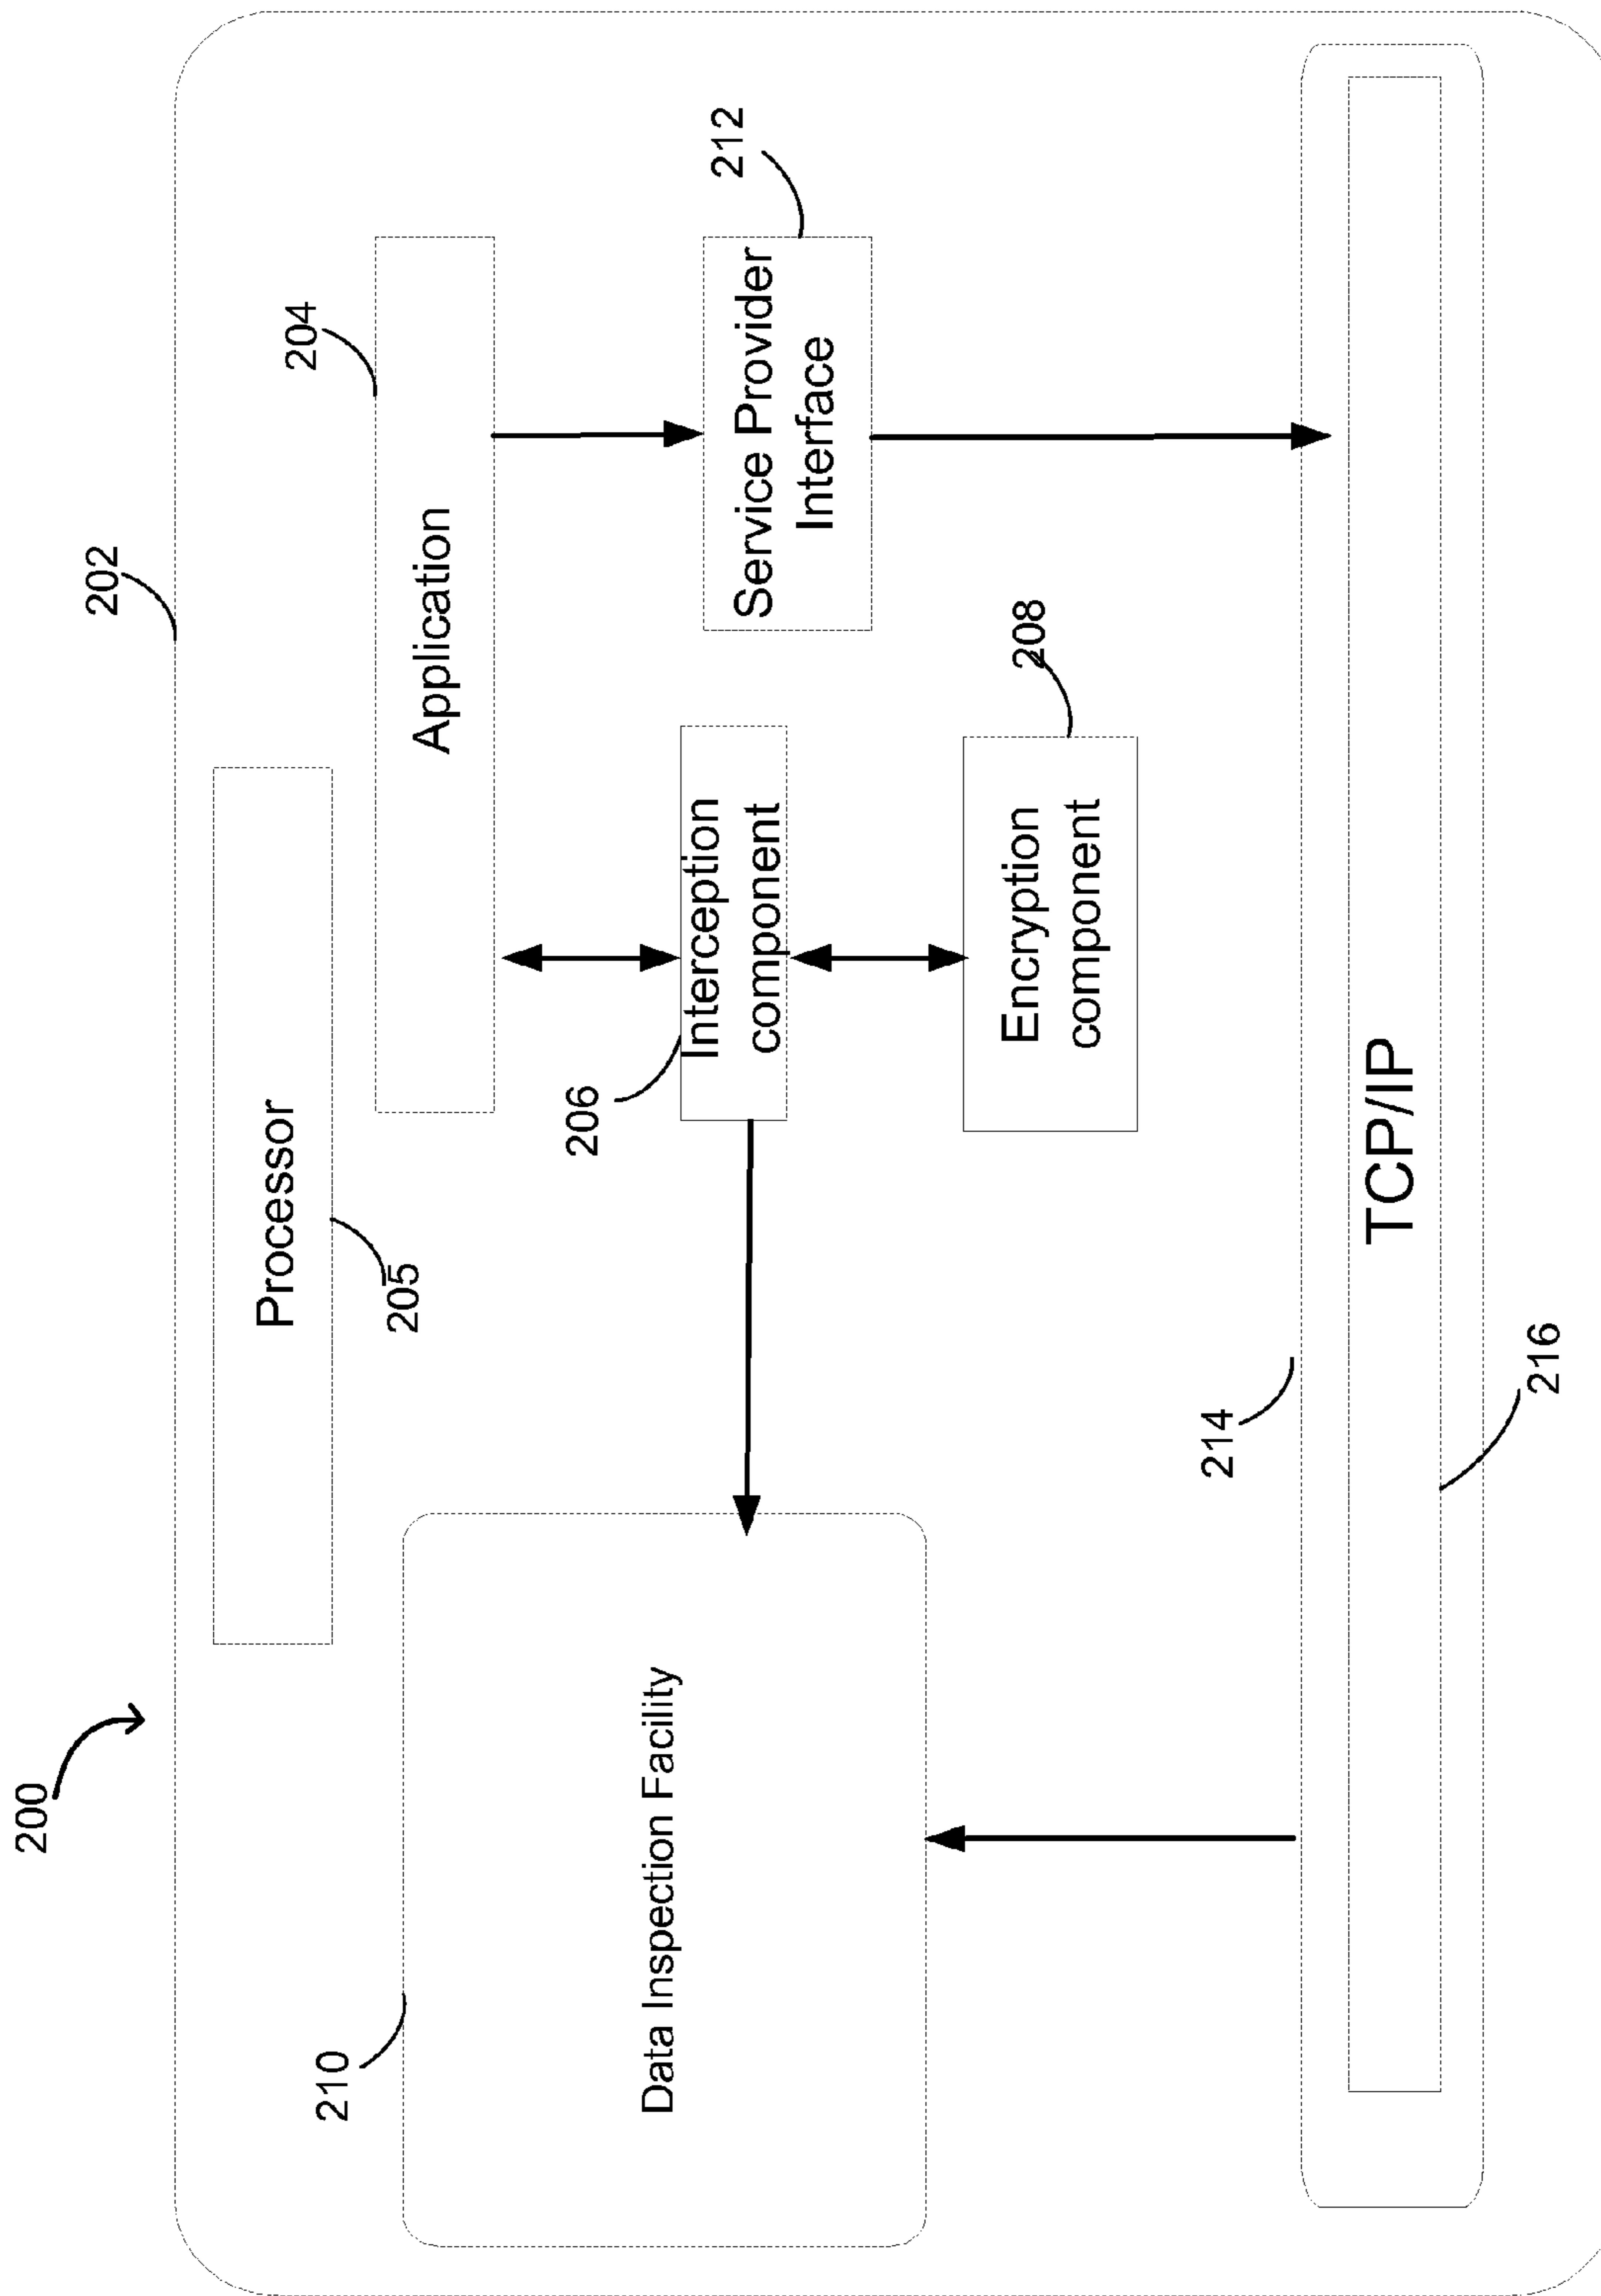 200
202
Processor
205
204
Application
210
Data Inspection Facility
206
Interception
component
212
Service Provider
Interface
208
Encryption
component
214
TCP/IP
216